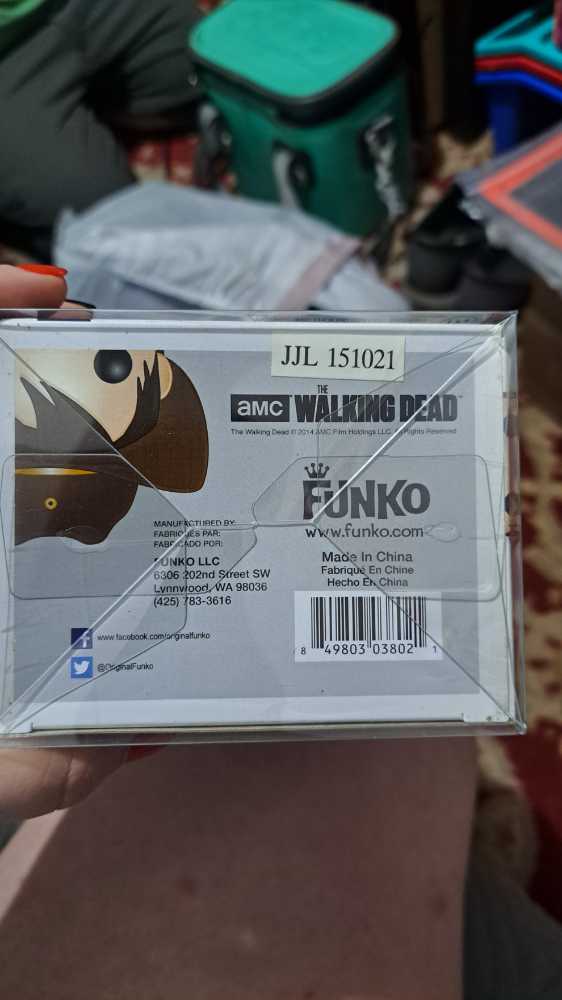 JJL 151021
THE
aMC WALKING DEAD
The Walking Dead © 2014 AMC Film Holdings LLC. All Rights Reserved
FUNKO
www.funko.com
Made In China
Fabriqué En Chine
Hecho En China
MANUFACTURED BY:
FABRIQUÉS PAR:
FABRICADO POR:
FUNKO LLC
6306 202nd Street SW
Lynnwood, WA 98036
(425) 783-3616
8 49803 03802 1
f www.facebook.com/originalfunko
@OriginalFunko